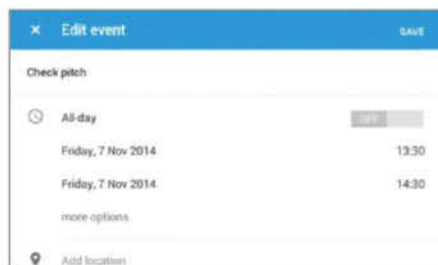 × Edit event SAVE
Check pitch
All-day OFF
Friday, 7 Nov 2014 13:30
Friday, 7 Nov 2014 14:30
more options
Add location